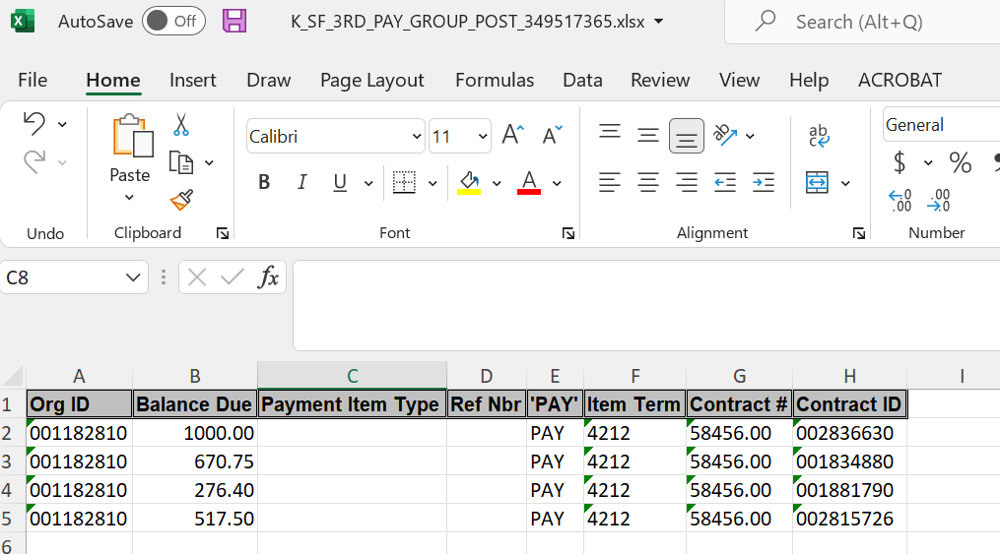 AutoSave Off K_SF_3RD_PAY_GROUP_POST_349517365.xlsx Search (Alt+Q)
File Home Insert Draw Page Layout Formulas Data Review View Help ACROBAT
Calibri 11 A A ab General
Paste $ %
B I U A .00 .00
Undo Clipboard Font Alignment Number
C8 fx
A B C D E F G H I
1 Org ID Balance Due Payment Item Type Ref Nbr 'PAY' Item Term Contract # Contract ID
2 001182810 1000.00 PAY 4212 58456.00 002836630
3 001182810 670.75 PAY 4212 58456.00 001834880
4 001182810 276.40 PAY 4212 58456.00 001881790
5 001182810 517.50 PAY 4212 58456.00 002815726
6